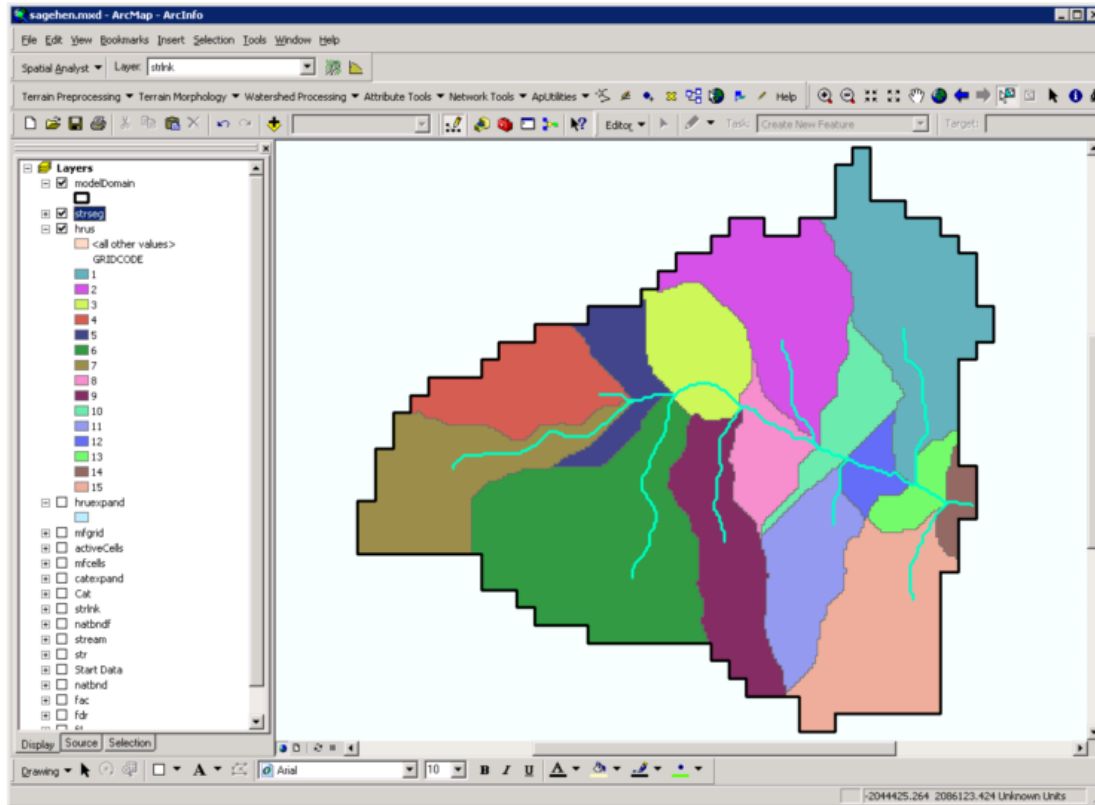 sagehen.mxd - ArcMap - ArcInfo
File Edit View Bookmarks Insert Selection Tools Window Help
Spatial Analyst Layer: strlnk
Terrain Preprocessing Terrain Morphology Watershed Processing Attribute Tools Network Tools ApUtilities Help
Editor Task: Create New Feature Target:
Layers
modelDomain
strseg
hrus
<all other values>
GRIDCODE
1
2
3
4
5
6
7
8
9
10
11
12
13
14
15
hruexpand
mfgrid
activeCells
mfcells
catexpand
Cat
strlnk
natbndf
stream
str
Start Data
natbnd
fac
fdr
Display Source Selection
Drawing A Arial 10 B I U A
-2044425.264 2086123.424 Unknown Units